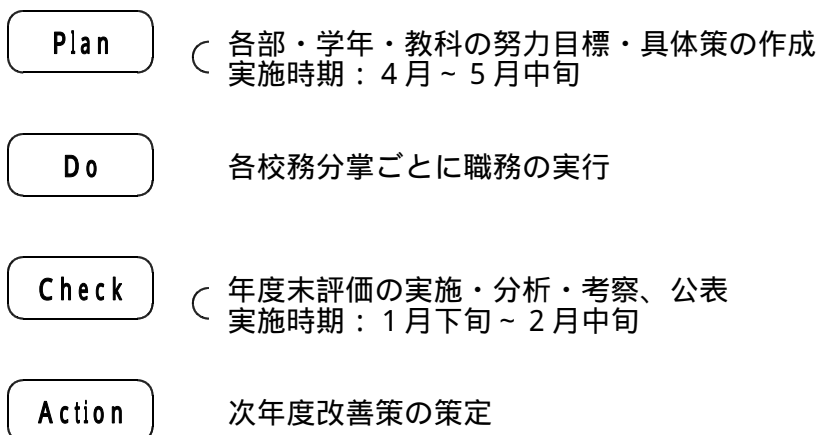 Plan
各部・学年・教科の努力目標・具体策の作成
実施時期：４月～５月中旬
Do
各校務分掌ごとに職務の実行
Check
年度末評価の実施・分析・考察、公表
実施時期：１月下旬～２月中旬
Action
次年度改善策の策定